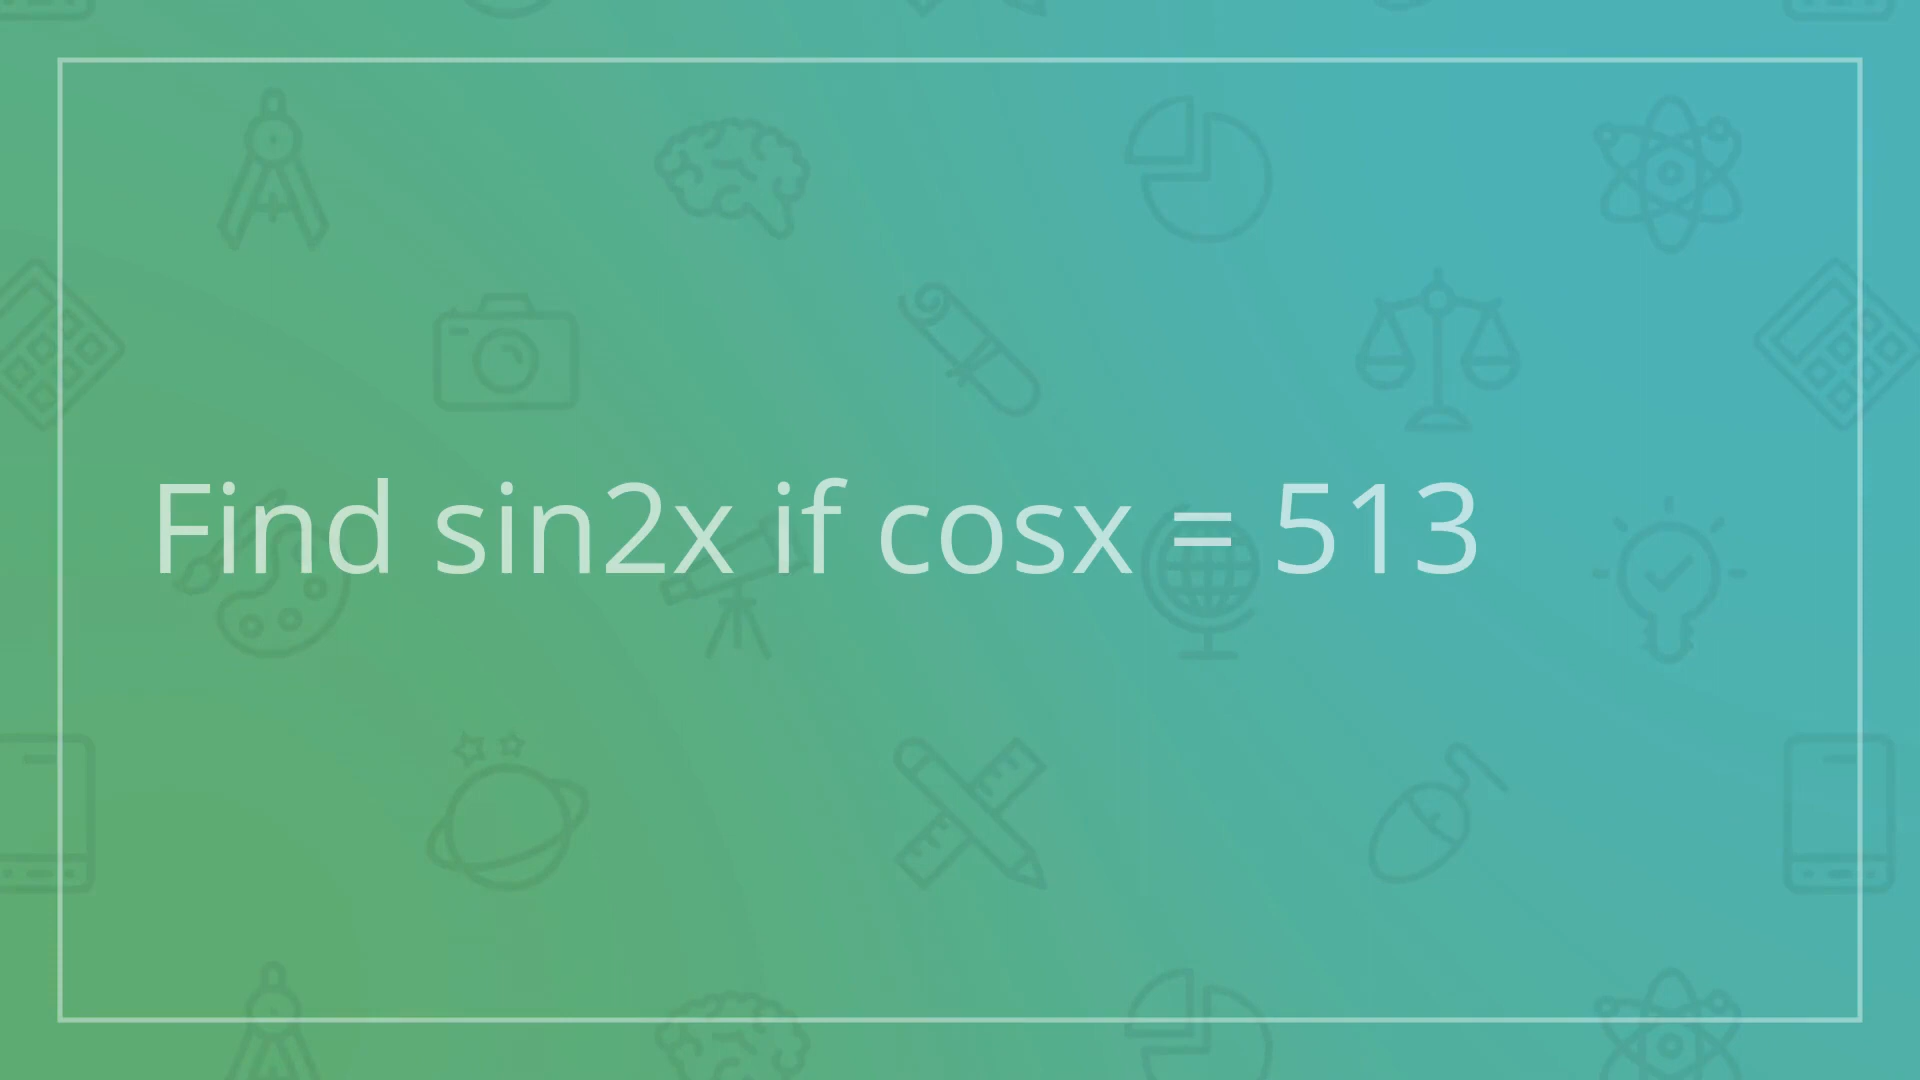 Find sin2x if cosx = 513